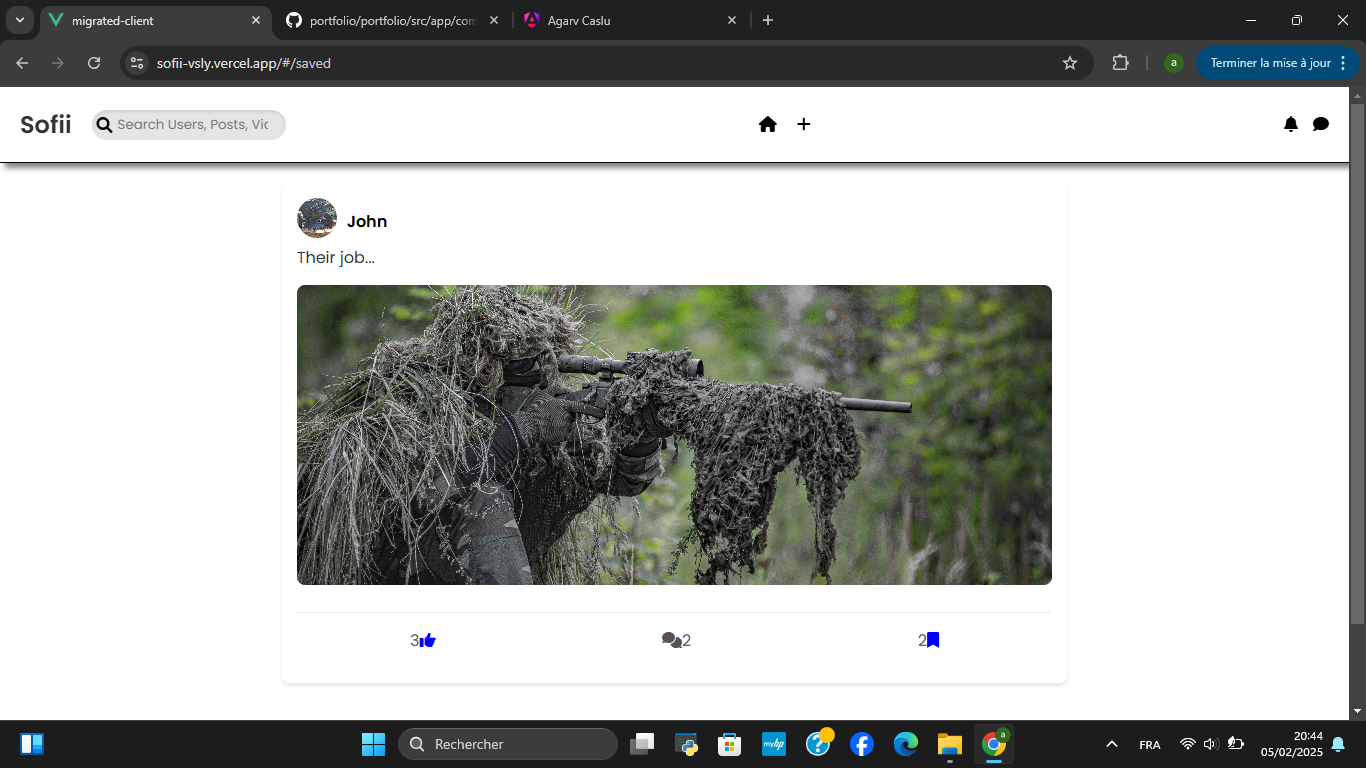 migrated-client
portfolio/portfolio/src/app/com
Agarv Caslu
sofii-vsly.vercel.app/#/saved
a
Terminer la mise à jour
Sofii
Search Users, Posts, Vic
John
Their job...
3
2
2
Rechercher
myhp
a
FRA
20:44
05/02/2025